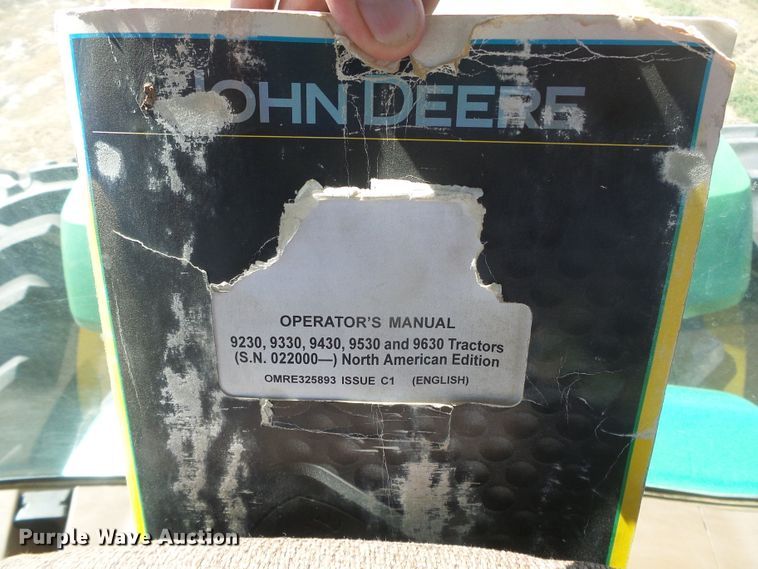 JOHN DEERE
OPERATOR'S MANUAL
9230, 9330, 9430, 9530 and 9630 Tractors
(S.N. 022000—) North American Edition
OMRE325893 ISSUE C1 (ENGLISH)
Purple Wave Auction